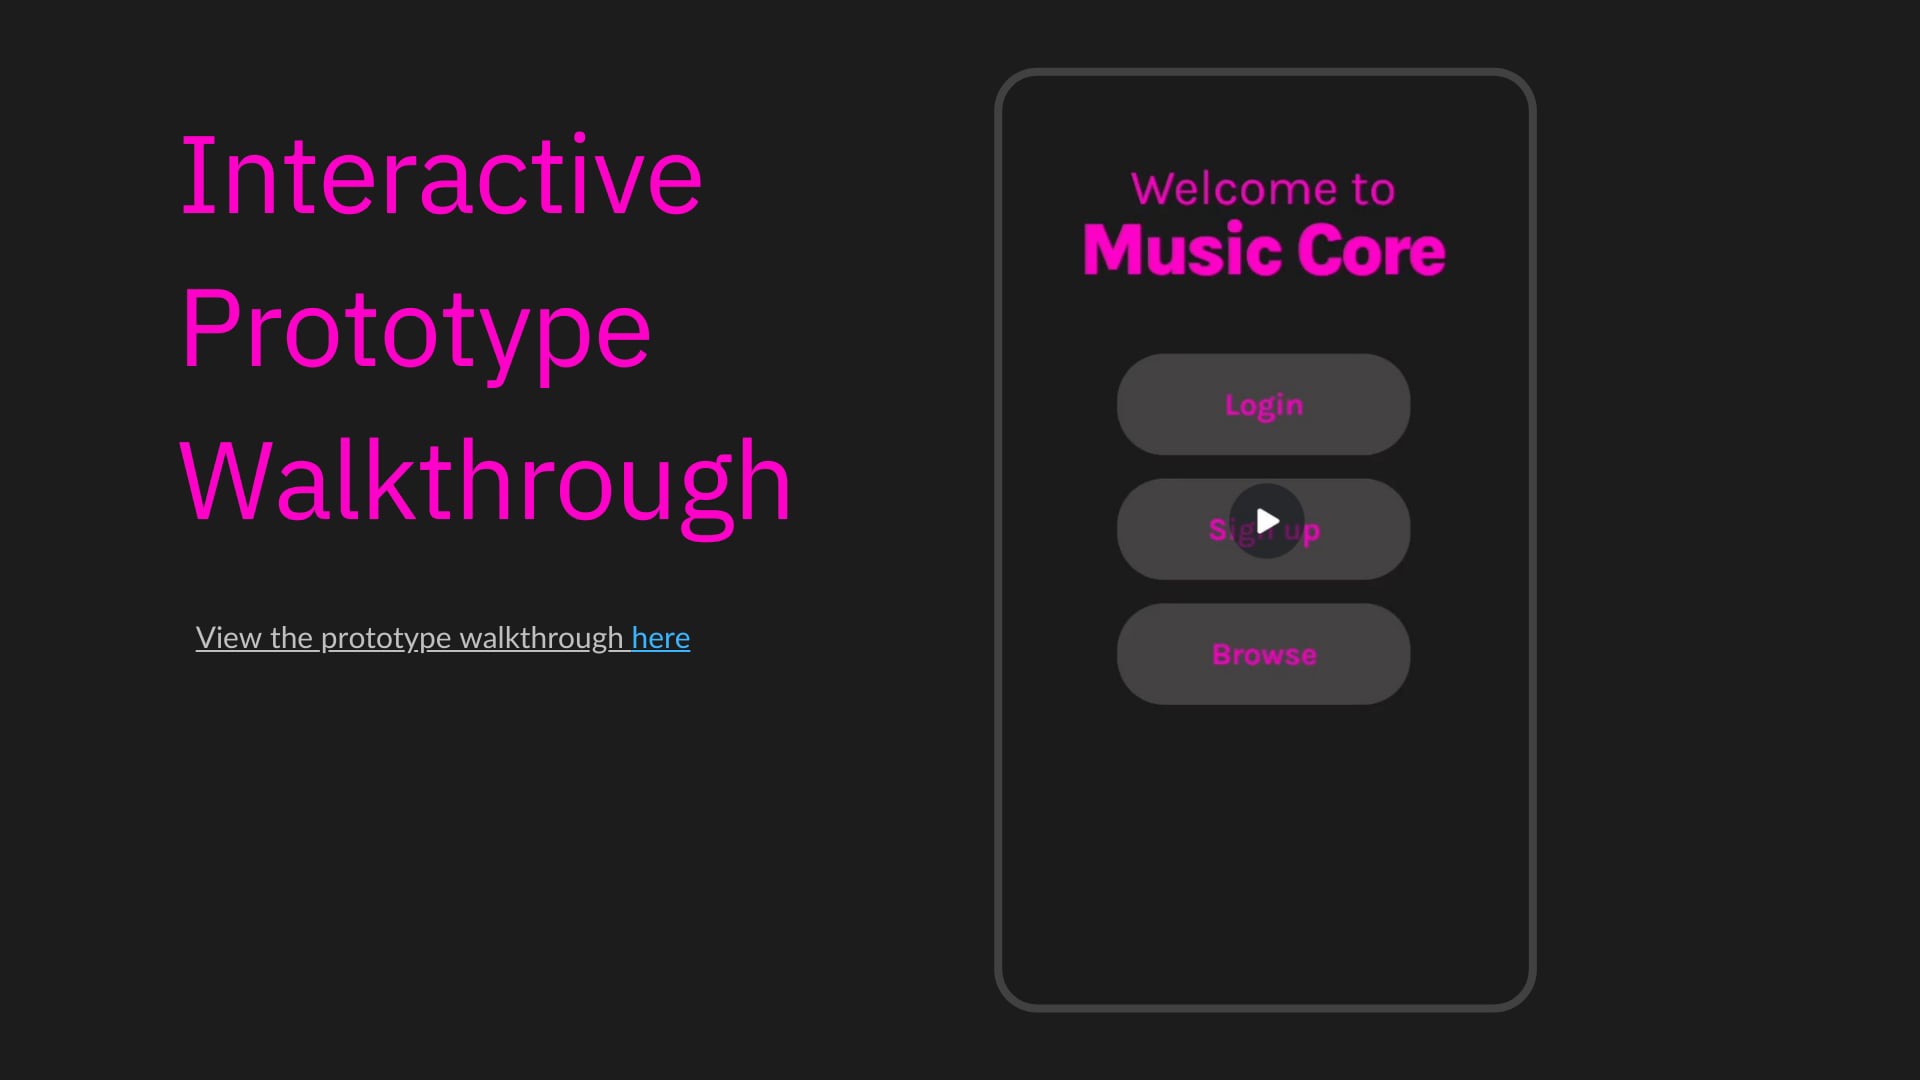 Interactive
Prototype
Walkthrough
View the prototype walkthrough here
Welcome to
Music Core
Login
Sign up
Browse